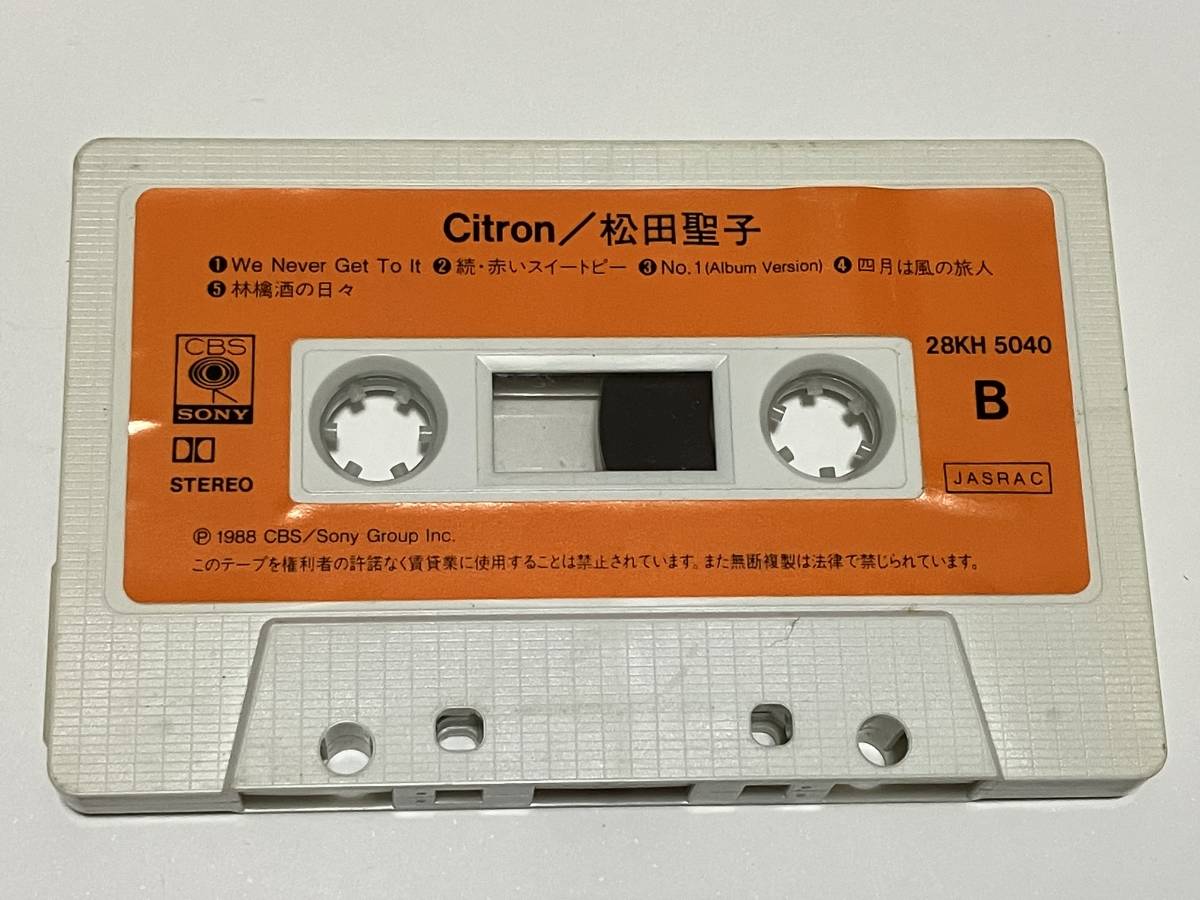 Citron／松田聖子
❶ We Never Get To It ❷ 続・赤いスイートピー ❸ No.1 (Album Version) ❹ 四月は風の旅人
❺ 林檎酒の日々
CBS
SONY
STEREO
28KH 5040
B
JASRAC
Ⓟ 1988 CBS/Sony Group Inc.
このテープを権利者の許諾なく賃貸業に使用することは禁止されています。また無断複製は法律で禁じられています。